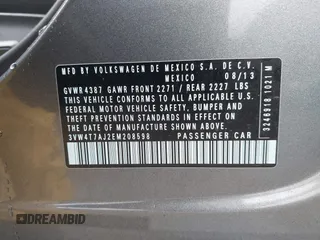 MFD BY VOLKSWAGEN DE MEXICO S.A. DE C.V.
MEXICO 08/13
GVWR 4387 GAWR FRONT 2271 / REAR 2227 LBS
THIS VEHICLE CONFORMS TO ALL APPLICABLE U.S.
FEDERAL MOTOR VEHICLE SAFETY BUMPER AND
THEFT PREVENTION STANDARDS IN EFFECT ON THE
DATE OF MANUFACTURE SHOWN ABOVE
3VW4T7AJ2EM208598 PASSENGER CAR
3246918 1021 M
© DREAMBID